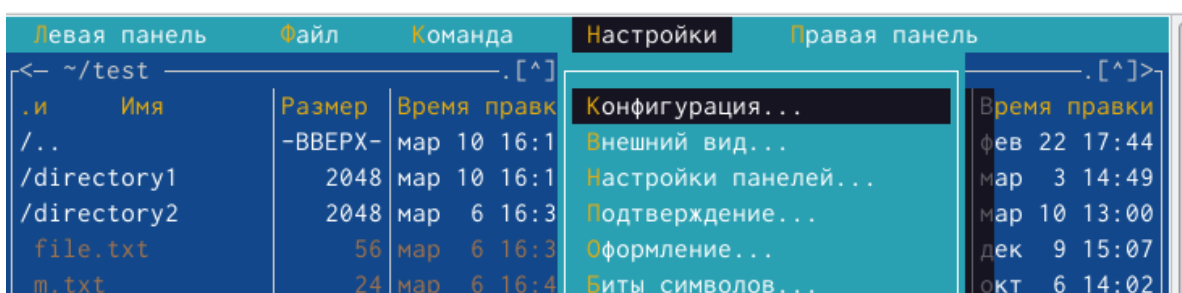 Левая панель Файл Команда Настройки Правая панель
<— ~/test .[^] .[^]>
.и Имя Размер Время правк Конфигурация... Время правки
/.. -ВВЕРХ- мар 10 16:1 Внешний вид... фев 22 17:44
/directory1 2048 мар 10 16:1 Настройки панелей... мар 3 14:49
/directory2 2048 мар 6 16:3 Подтверждение... мар 10 13:00
file.txt 56 мар 6 16:3 Оформление... дек 9 15:07
m.txt 24 мар 6 16:4 Биты символов... окт 6 14:02